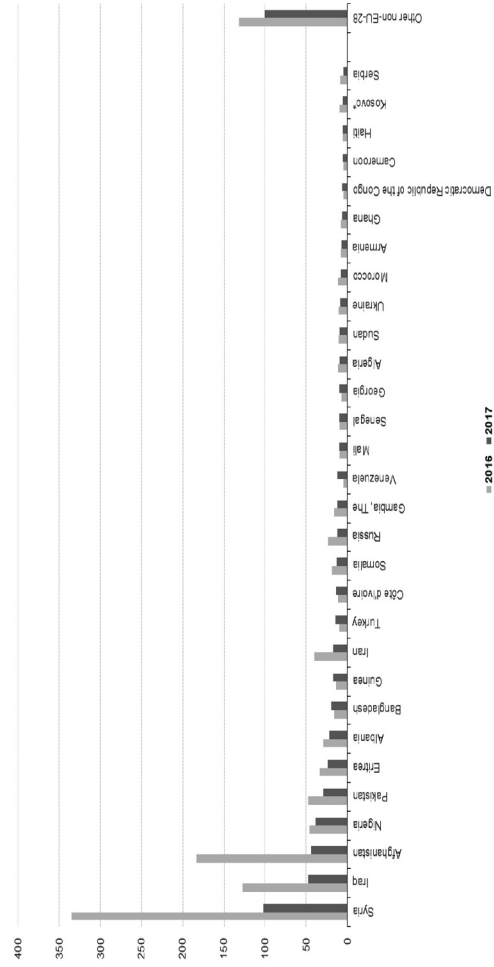 400
350
300
250
200
150
100
50
0
Syria
Iraq
Afghanistan
Nigeria
Pakistan
Eritrea
Albania
Bangladesh
Guinea
Iran
Turkey
Côte d'Ivoire
Somalia
Russia
Gambia, The
Venezuela
Mali
Senegal
Georgia
Algeria
Sudan
Ukraine
Morocco
Armenia
Ghana
Democratic Republic of the Congo
Cameroon
Haiti
Kosovo*
Serbia
Other non-EU-28
2016 2017